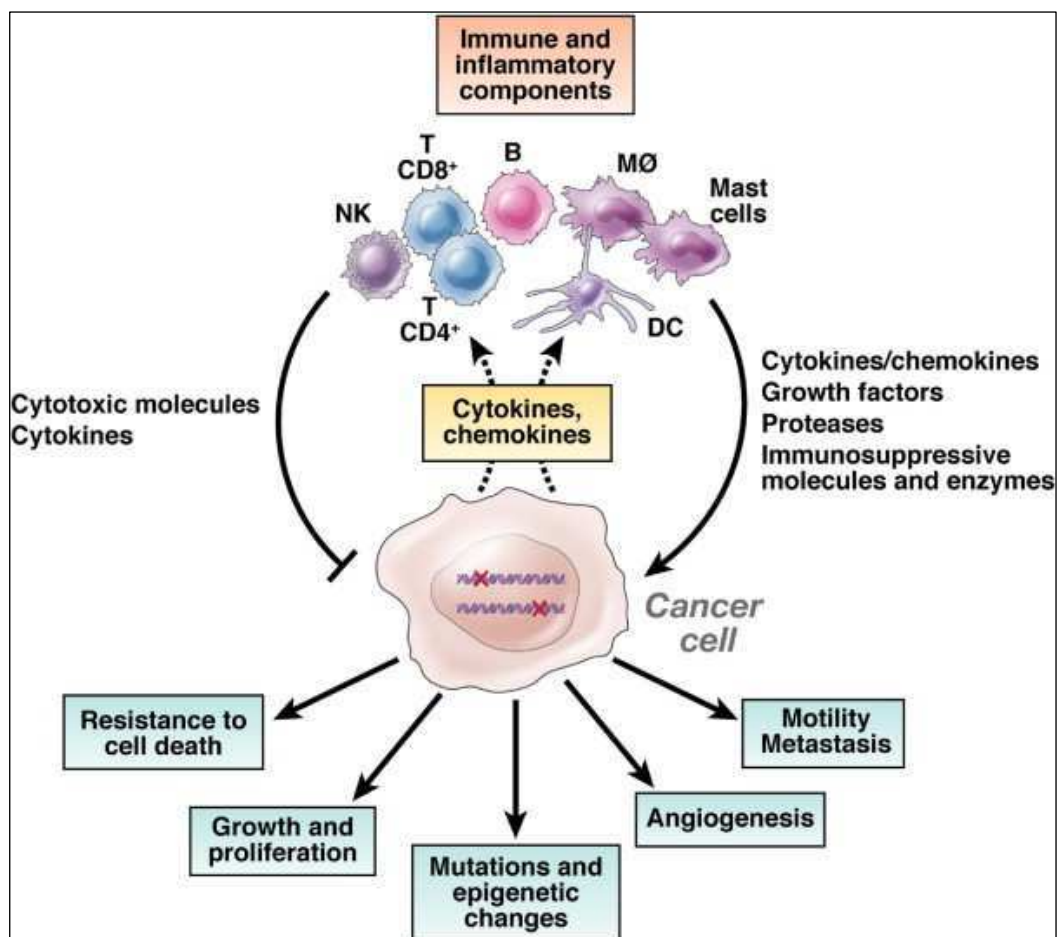 Immune and
inflammatory
components
T
CD8⁺
B
MØ
Mast
cells
NK
T
CD4⁺
DC
Cytotoxic molecules
Cytokines
Cytokines,
chemokines
Cytokines/chemokines
Growth factors
Proteases
Immunosuppressive
molecules and enzymes
Cancer
cell
Resistance to
cell death
Growth and
proliferation
Mutations and
epigenetic
changes
Angiogenesis
Motility
Metastasis